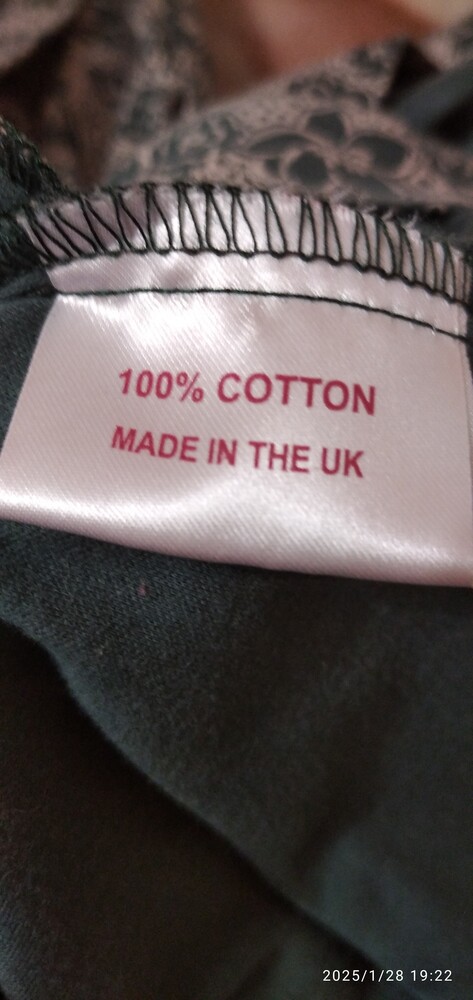 100% COTTON
MADE IN THE UK
2025/1/28 19:22